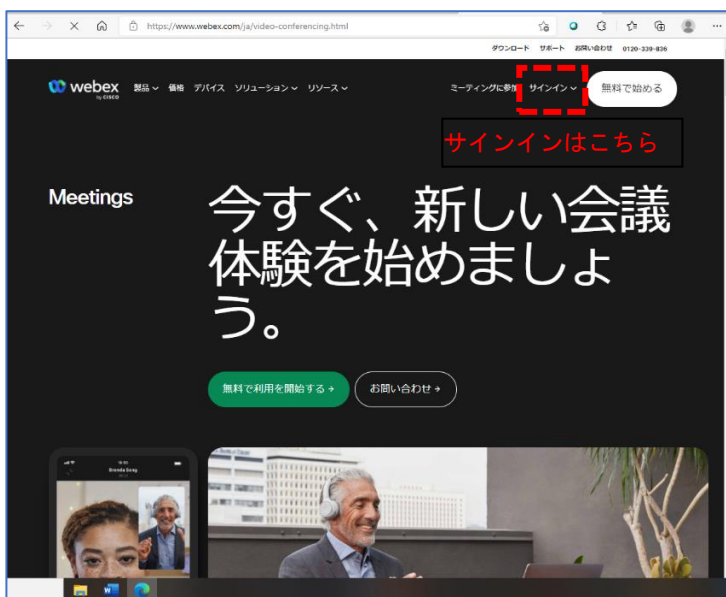 https://www.webex.com/ja/video-conferencing.html
ダウンロード サポート お問い合わせ 0120-339-836
webex by CISCO 製品 価格 デバイス ソリューション リソース ミーティングに参加 サインイン 無料で始める
サインインはこちら
Meetings
今すぐ、新しい会議
体験を始めましょ
う。
無料で利用を開始する → お問い合わせ →
Brenda Song